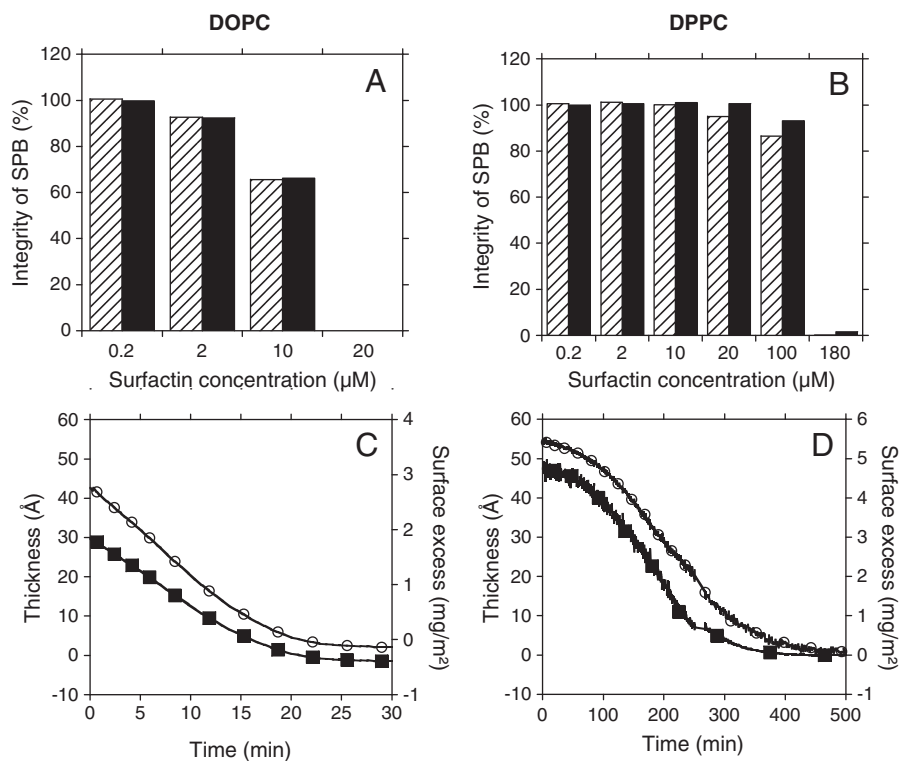 DOPC
DPPC
A
Integrity of SPB (%)
120
100
80
60
40
20
0
0.2 2 10 20
Surfactin concentration (µM)
B
Integrity of SPB (%)
120
100
80
60
40
20
0
0.2 2 10 20 100 180
Surfactin concentration (µM)
C
Thickness (Å)
60
50
40
30
20
10
0
-10
0 5 10 15 20 25 30
Time (min)
4
3
2
1
0
-1
Surface excess (mg/m²)
D
Thickness (Å)
60
50
40
30
20
10
0
-10
0 100 200 300 400 500
Time (min)
6
5
4
3
2
1
0
-1
Surface excess (mg/m²)